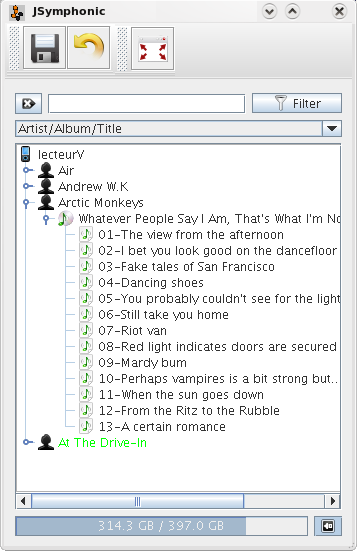 JSymphonic
Filter
Artist/Album/Title
lecteurV
Air
Andrew W.K
Arctic Monkeys
Whatever People Say I Am, That's What I'm No
01-The view from the afternoon
02-I bet you look good on the dancefloor
03-Fake tales of San Francisco
04-Dancing shoes
05-You probably couldn't see for the light
06-Still take you home
07-Riot van
08-Red light indicates doors are secured
09-Mardy bum
10-Perhaps vampires is a bit strong but..
11-When the sun goes down
12-From the Ritz to the Rubble
13-A certain romance
At The Drive-In
314.3 GB / 397.0 GB